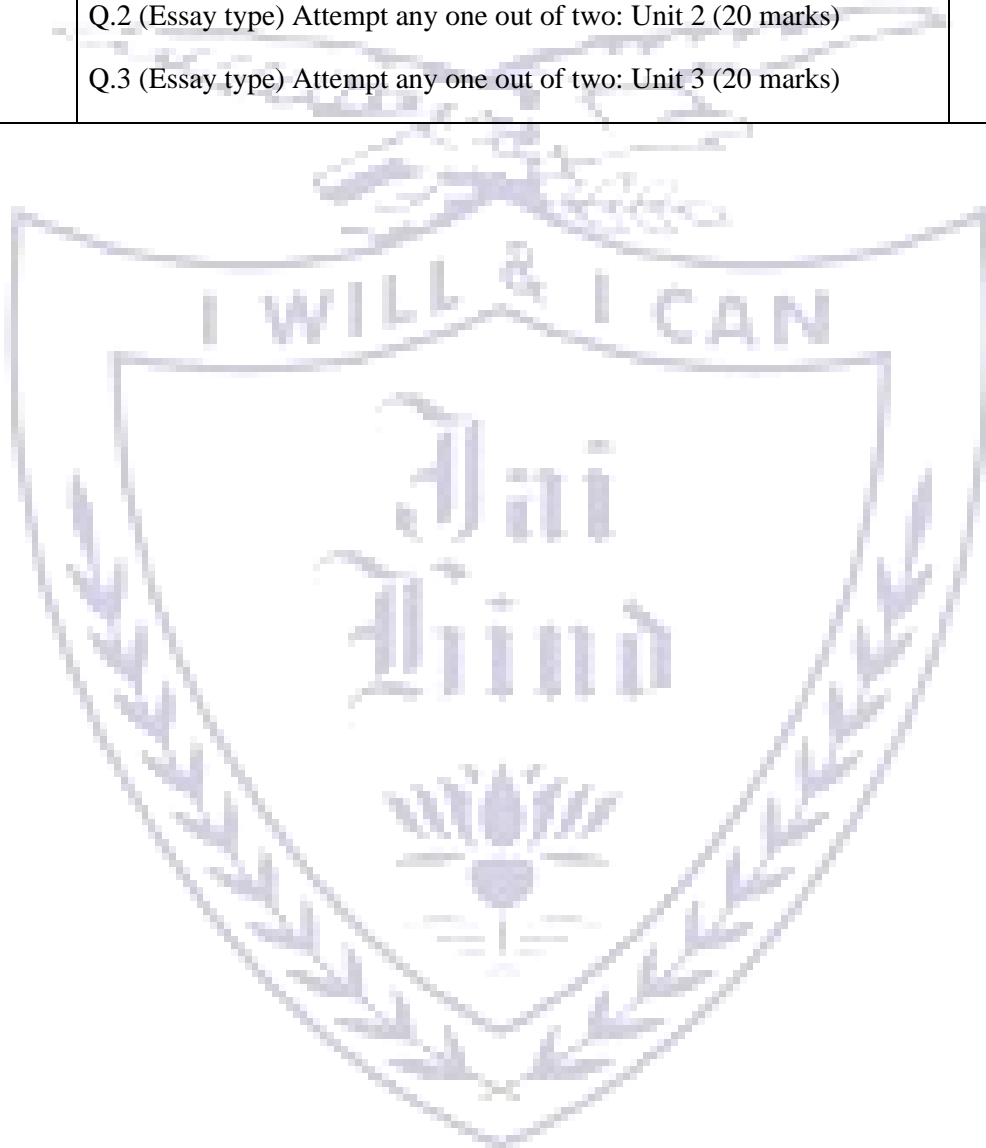 Q.2 (Essay type) Attempt any one out of two: Unit 2 (20 marks)
Q.3 (Essay type) Attempt any one out of two: Unit 3 (20 marks)
I WILL & I CAN
Jai
Hind